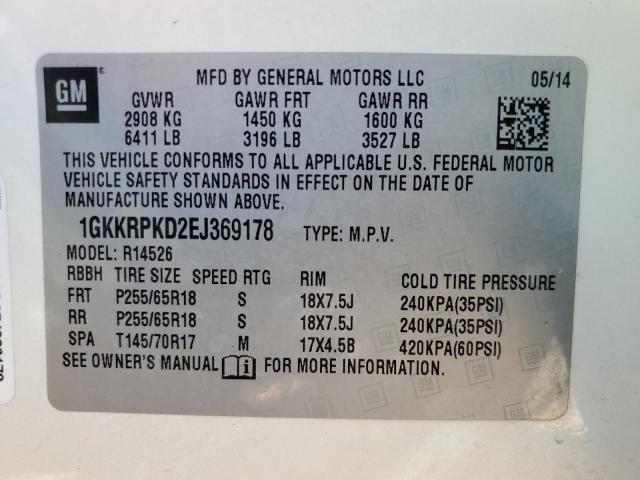 GM ®
MFD BY GENERAL MOTORS LLC 05/14
GVWR GAWR FRT GAWR RR
2908 KG 1450 KG 1600 KG
6411 LB 3196 LB 3527 LB
THIS VEHICLE CONFORMS TO ALL APPLICABLE U.S. FEDERAL MOTOR
VEHICLE SAFETY STANDARDS IN EFFECT ON THE DATE OF
MANUFACTURE SHOWN ABOVE.
1GKKRPKD2EJ369178 TYPE: M.P.V.
MODEL: R14526
RBBH TIRE SIZE SPEED RTG RIM COLD TIRE PRESSURE
FRT P255/65R18 S 18X7.5J 240KPA(35PSI)
RR P255/65R18 S 18X7.5J 240KPA(35PSI)
SPA T145/70R17 M 17X4.5B 420KPA(60PSI)
SEE OWNER'S MANUAL FOR MORE INFORMATION.